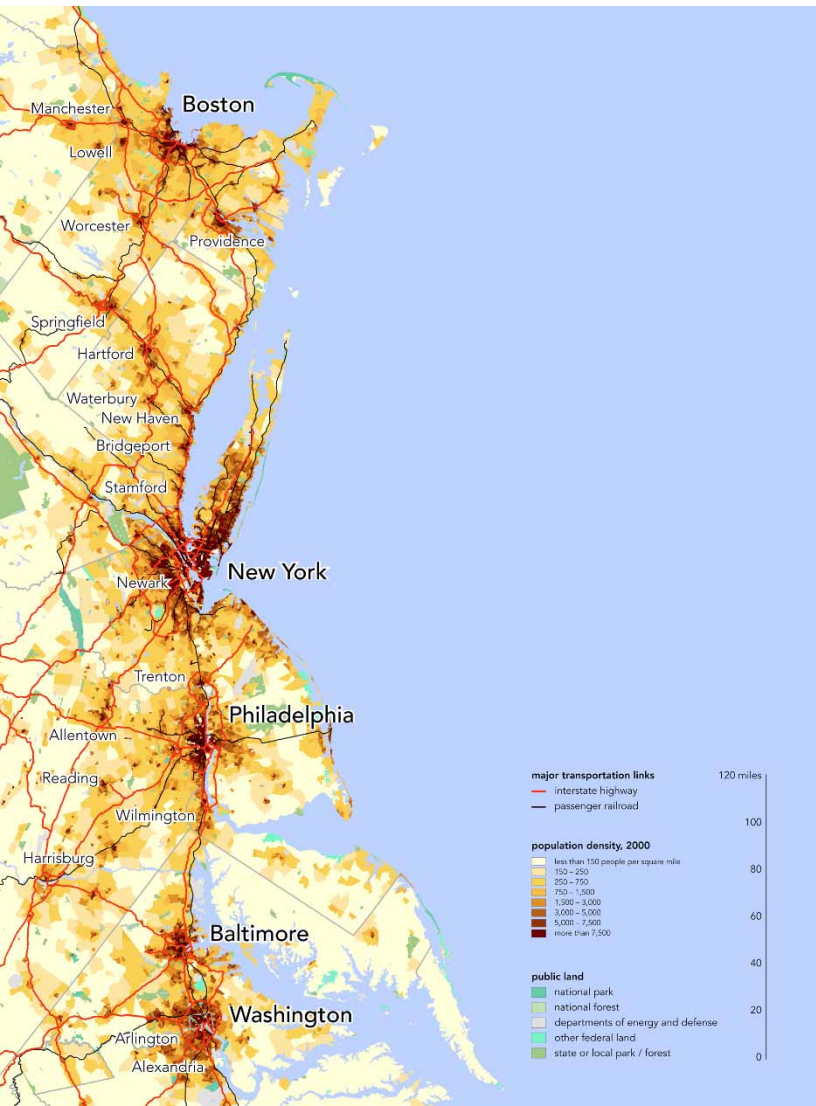 Boston
Manchester
Lowell
Worcester
Providence
Springfield
Hartford
Waterbury
New Haven
Bridgeport
Stamford
New York
Newark
Trenton
Philadelphia
Allentown
Reading
Wilmington
Harrisburg
Baltimore
Washington
Arlington
Alexandria
major transportation links
interstate highway
passenger railroad
population density, 2000
less than 150 people per square mile
150 – 250
250 – 750
750 – 1,500
1,500 – 3,000
3,000 – 5,000
5,000 – 7,500
more than 7,500
public land
national park
national forest
departments of energy and defense
other federal land
state or local park / forest
120 miles
100
80
60
40
20
0